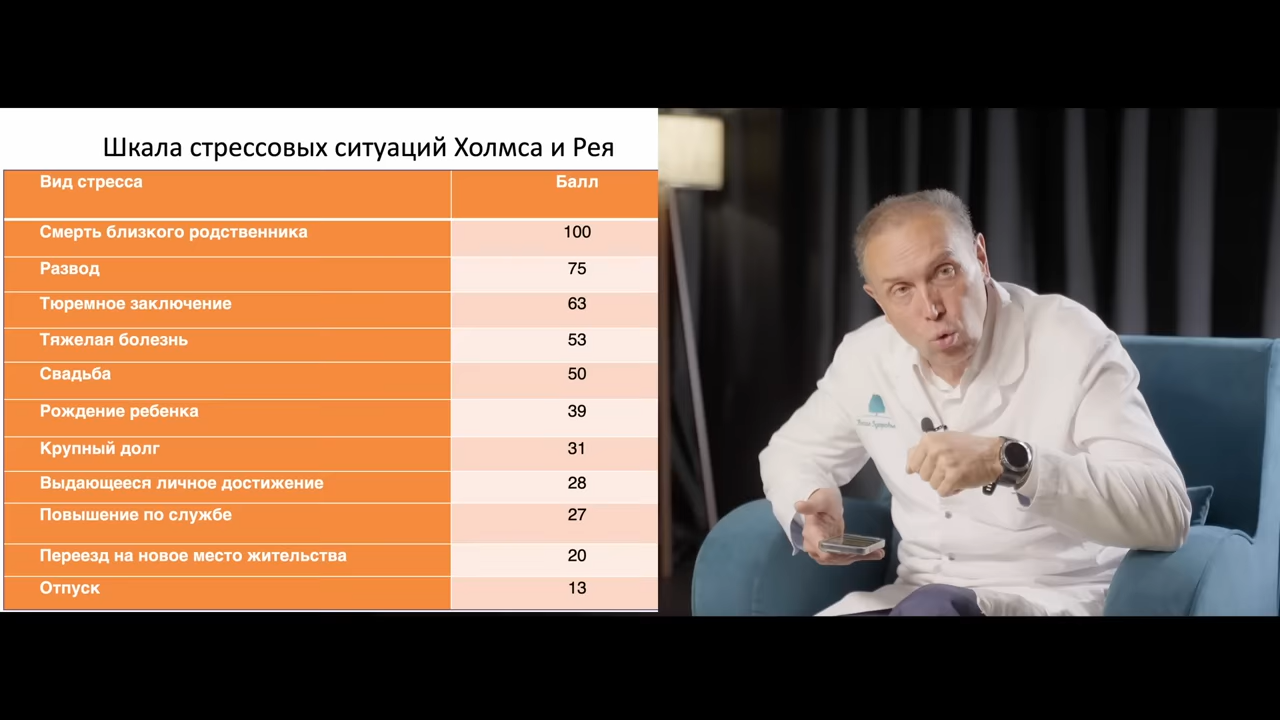 Шкала стрессовых ситуаций Холмса и Рея
Вид стресса Балл
Смерть близкого родственника 100
Развод 75
Тюремное заключение 63
Тяжелая болезнь 53
Свадьба 50
Рождение ребенка 39
Крупный долг 31
Выдающееся личное достижение 28
Повышение по службе 27
Переезд на новое место жительства 20
Отпуск 13